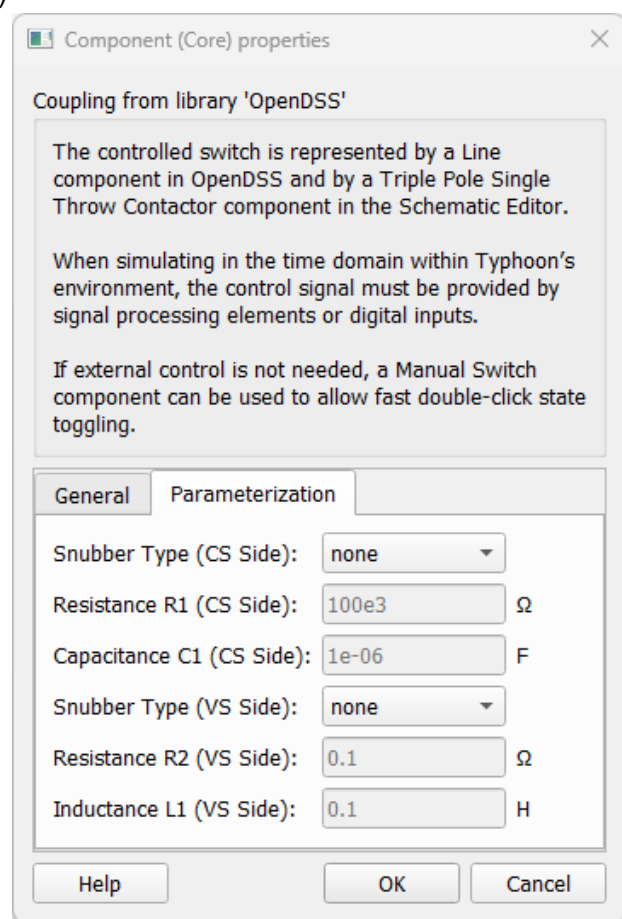 )
Component (Core) properties
Coupling from library 'OpenDSS'
The controlled switch is represented by a Line
component in OpenDSS and by a Triple Pole Single
Throw Contactor component in the Schematic Editor.
When simulating in the time domain within Typhoon's
environment, the control signal must be provided by
signal processing elements or digital inputs.
If external control is not needed, a Manual Switch
component can be used to allow fast double-click state
toggling.
General Parameterization
Snubber Type (CS Side): none
Resistance R1 (CS Side): 100e3 Ω
Capacitance C1 (CS Side): 1e-06 F
Snubber Type (VS Side): none
Resistance R2 (VS Side): 0.1 Ω
Inductance L1 (VS Side): 0.1 H
Help OK Cancel